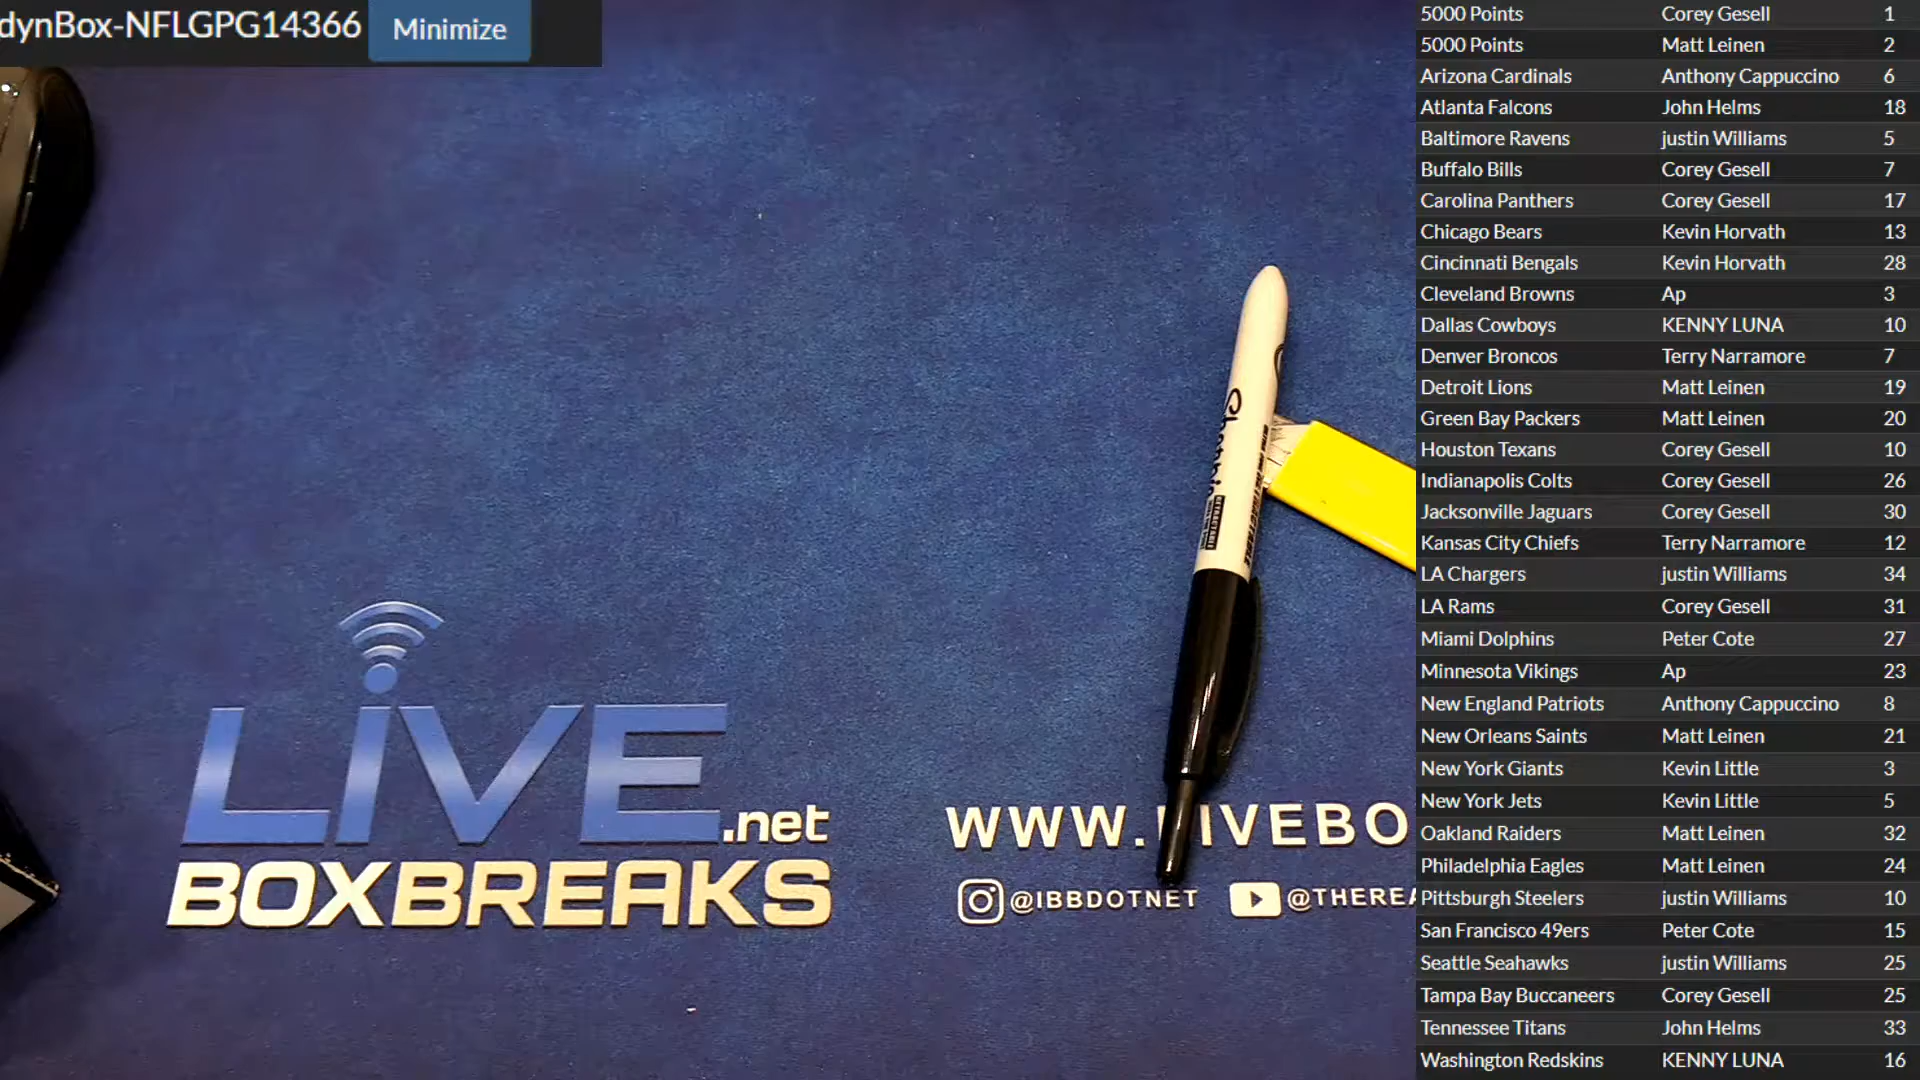 dynBox-NFLGPG14366 Minimize
5000 Points Corey Gesell 1
5000 Points Matt Leinen 2
Arizona Cardinals Anthony Cappuccino 6
Atlanta Falcons John Helms 18
Baltimore Ravens justin Williams 5
Buffalo Bills Corey Gesell 7
Carolina Panthers Corey Gesell 17
Chicago Bears Kevin Horvath 13
Cincinnati Bengals Kevin Horvath 28
Cleveland Browns Ap 3
Dallas Cowboys KENNY LUNA 10
Denver Broncos Terry Narramore 7
Detroit Lions Matt Leinen 19
Green Bay Packers Matt Leinen 20
Houston Texans Corey Gesell 10
Indianapolis Colts Corey Gesell 26
Jacksonville Jaguars Corey Gesell 30
Kansas City Chiefs Terry Narramore 12
LA Chargers justin Williams 34
LA Rams Corey Gesell 31
Miami Dolphins Peter Cote 27
Minnesota Vikings Ap 23
New England Patriots Anthony Cappuccino 8
New Orleans Saints Matt Leinen 21
New York Giants Kevin Little 3
New York Jets Kevin Little 5
Oakland Raiders Matt Leinen 32
Philadelphia Eagles Matt Leinen 24
Pittsburgh Steelers justin Williams 10
San Francisco 49ers Peter Cote 15
Seattle Seahawks justin Williams 25
Tampa Bay Buccaneers Corey Gesell 25
Tennessee Titans John Helms 33
Washington Redskins KENNY LUNA 16
Sharpie
RETRACTABLE
LIVE.net
BOXBREAKS
WWW.LIVEBO
@IBBDOTNET @THEREA